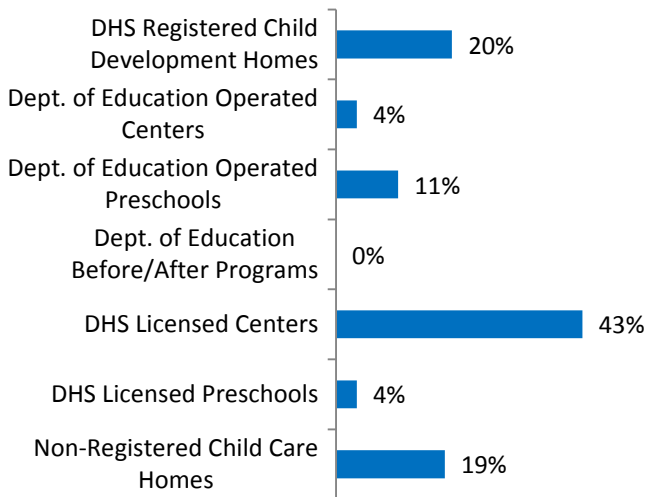 DHS Registered Child
Development Homes
20%
Dept. of Education Operated
Centers
4%
Dept. of Education Operated
Preschools
11%
Dept. of Education
Before/After Programs
0%
DHS Licensed Centers
43%
DHS Licensed Preschools
4%
Non-Registered Child Care
Homes
19%